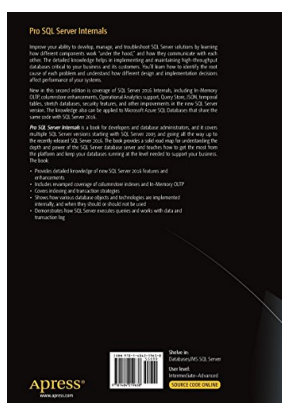 Pro SQL Server Internals
Improve your ability to develop, manage, and troubleshoot SQL Server solutions by learning
how different components work "under the hood," and how they communicate with each
other. The detailed knowledge helps in implementing and maintaining high-throughput
databases critical to your business and its customers. You'll learn how to identify the root
cause of each problem and understand how different design and implementation decisions
affect performance of your systems.
New in this second edition is coverage of SQL Server 2016 Internals, including In-Memory
OLTP, columnstore enhancements, Operational Analytics support, Query Store, JSON, temporal
tables, stretch databases, security features, and other improvements in the new SQL Server
version. The knowledge also can be applied to Microsoft Azure SQL Databases that share the
same code with SQL Server 2016.
Pro SQL Server Internals is a book for developers and database administrators, and it covers
multiple SQL Server versions starting with SQL Server 2005 and going all the way up to
the recently released SQL Server 2016. The book provides a solid road map for understanding the
depth and power of the SQL Server database server and teaches how to get the most from
the platform and keep your databases running at the level needed to support your business.
The book:
• Provides detailed knowledge of new SQL Server 2016 features and
enhancements
• Includes revamped coverage of columnstore indexes and In-Memory OLTP
• Covers indexing and transaction strategies
• Shows how various database objects and technologies are implemented
internally, and when they should or should not be used
• Demonstrates how SQL Server executes queries and works with data and
transaction log
Shelve in:
Databases/MS SQL Server
User level:
Intermediate–Advanced
SOURCE CODE ONLINE
Apress®
www.apress.com